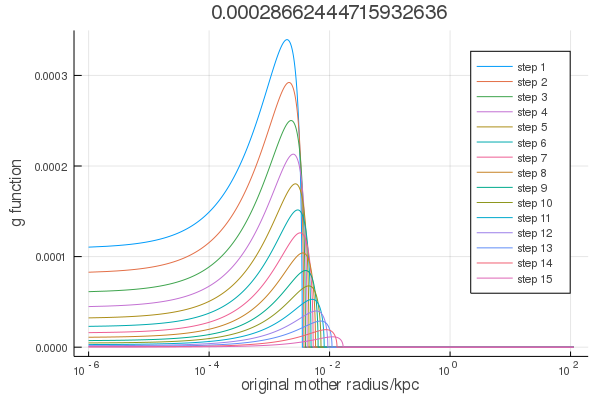 0.00028662444715932636
g function
0.0003
0.0002
0.0001
0.0000
10^-6
10^-4
10^-2
10^0
10^2
original mother radius/kpc
step 1
step 2
step 3
step 4
step 5
step 6
step 7
step 8
step 9
step 10
step 11
step 12
step 13
step 14
step 15